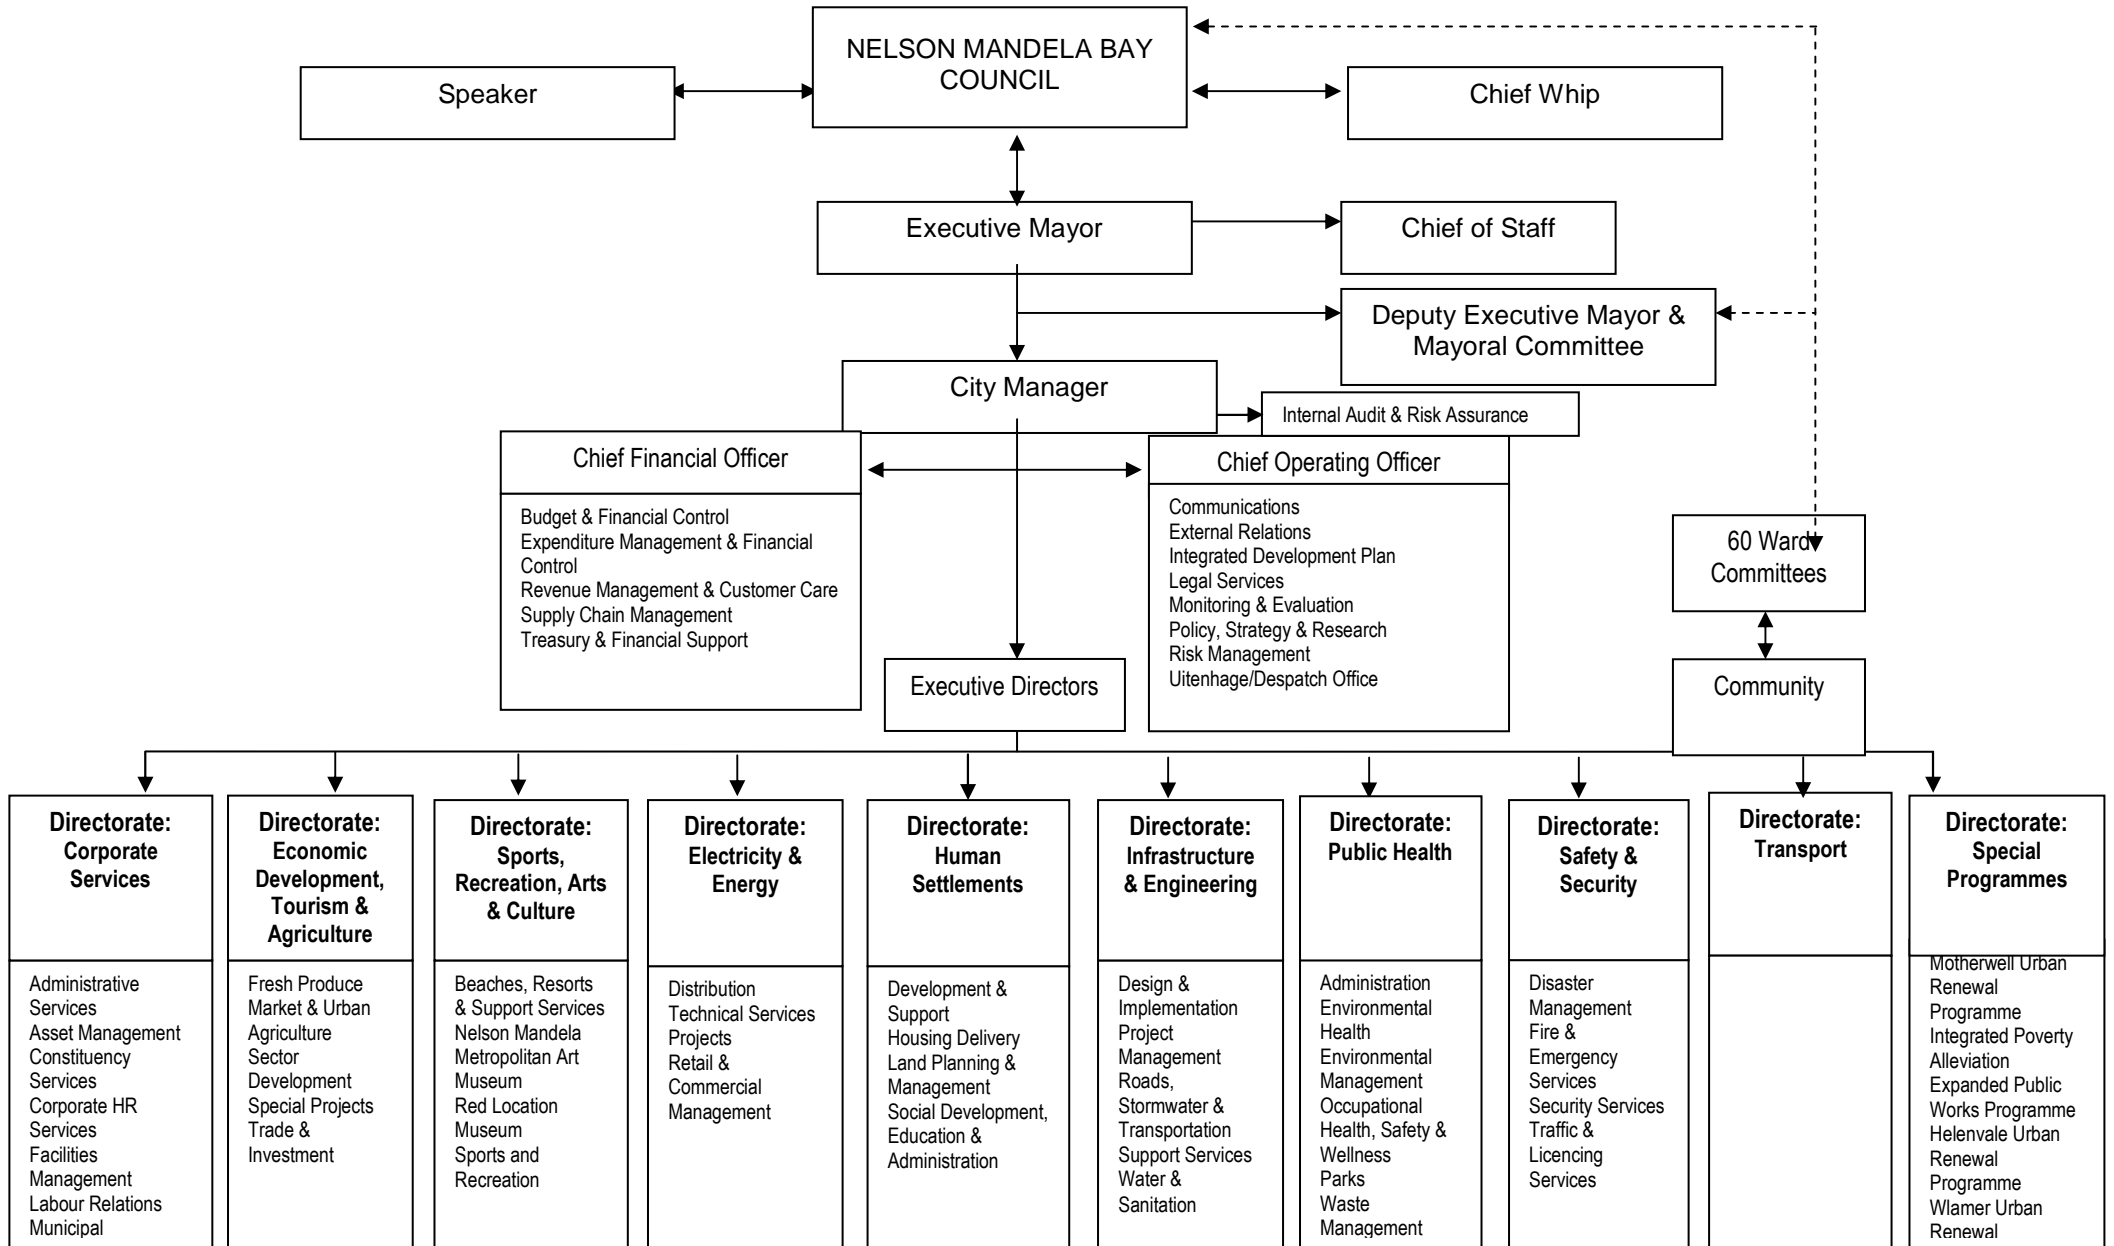 NELSON MANDELA BAY
COUNCIL
Speaker
Chief Whip
Executive Mayor
Chief of Staff
Deputy Executive Mayor &
Mayoral Committee
City Manager
Internal Audit & Risk Assurance
Chief Financial Officer
Budget & Financial Control
Expenditure Management & Financial
Control
Revenue Management & Customer Care
Supply Chain Management
Treasury & Financial Support
Chief Operating Officer
Communications
External Relations
Integrated Development Plan
Legal Services
Monitoring & Evaluation
Policy, Strategy & Research
Risk Management
Uitenhage/Despatch Office
60 Ward
Committees
Executive Directors
Community
Directorate:
Corporate
Services
Administrative
Services
Asset Management
Constituency
Services
Corporate HR
Services
Facilities
Management
Labour Relations
Municipal
Directorate:
Economic
Development,
Tourism &
Agriculture
Fresh Produce
Market & Urban
Agriculture
Sector
Development
Special Projects
Trade &
Investment
Directorate:
Sports,
Recreation, Arts
& Culture
Beaches, Resorts
& Support Services
Nelson Mandela
Metropolitan Art
Museum
Red Location
Museum
Sports and
Recreation
Directorate:
Electricity &
Energy
Distribution
Technical Services
Projects
Retail &
Commercial
Management
Directorate:
Human
Settlements
Development &
Support
Housing Delivery
Land Planning &
Management
Social Development,
Education &
Administration
Directorate:
Infrastructure
& Engineering
Design &
Implementation
Project
Management
Roads,
Stormwater &
Transportation
Support Services
Water &
Sanitation
Directorate:
Public Health
Administration
Environmental
Health
Environmental
Management
Occupational
Health, Safety &
Wellness
Parks
Waste
Management
Directorate:
Safety &
Security
Disaster
Management
Fire &
Emergency
Services
Security Services
Traffic &
Licencing
Services
Directorate:
Transport
Directorate:
Special
Programmes
Motherwell Urban
Renewal
Programme
Integrated Poverty
Alleviation
Expanded Public
Works Programme
Helenvale Urban
Renewal
Programme
Wlamer Urban
Renewal